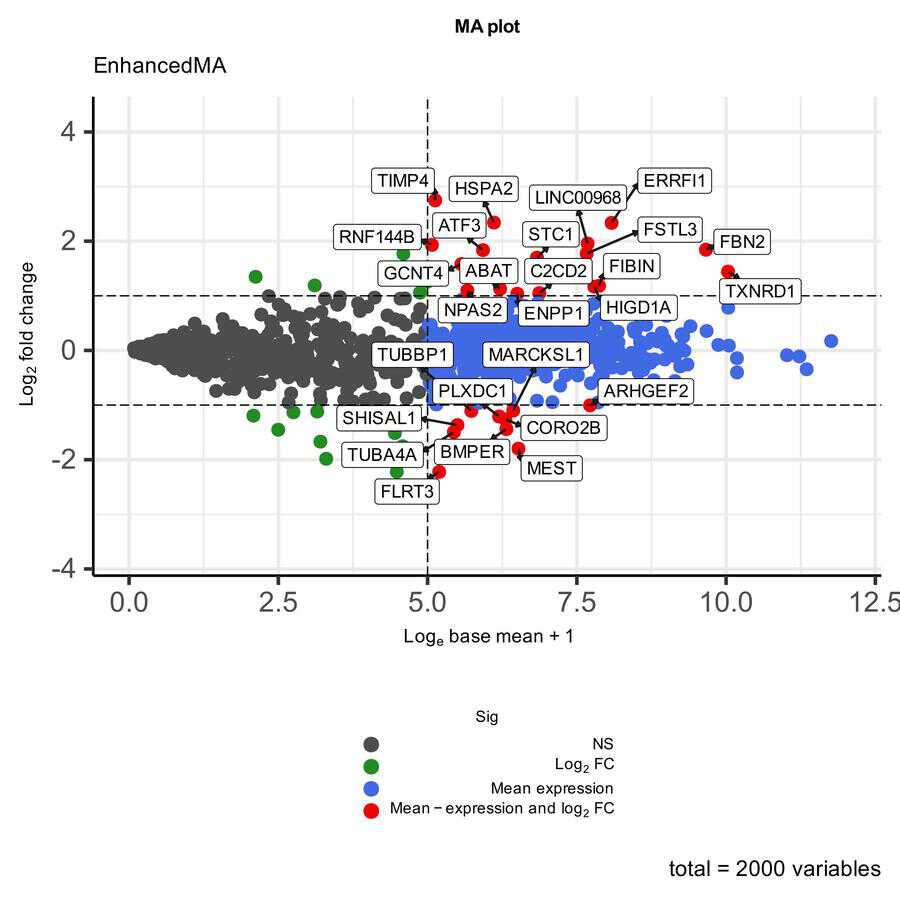 MA plot
EnhancedMA
4
2
0
-2
-4
Log2 fold change
TIMP4
HSPA2
LINC00968
ERRFI1
RNF144B
ATF3
STC1
FSTL3
FBN2
GCNT4
ABAT
C2CD2
FIBIN
TXNRD1
NPAS2
ENPP1
HIGD1A
TUBBP1
MARCKSL1
PLXDC1
ARHGEF2
SHISAL1
CORO2B
TUBA4A
BMPER
MEST
FLRT3
0.0 2.5 5.0 7.5 10.0 12.5
Loge base mean + 1
Sig
NS
Log2 FC
Mean expression
Mean − expression and log2 FC
total = 2000 variables